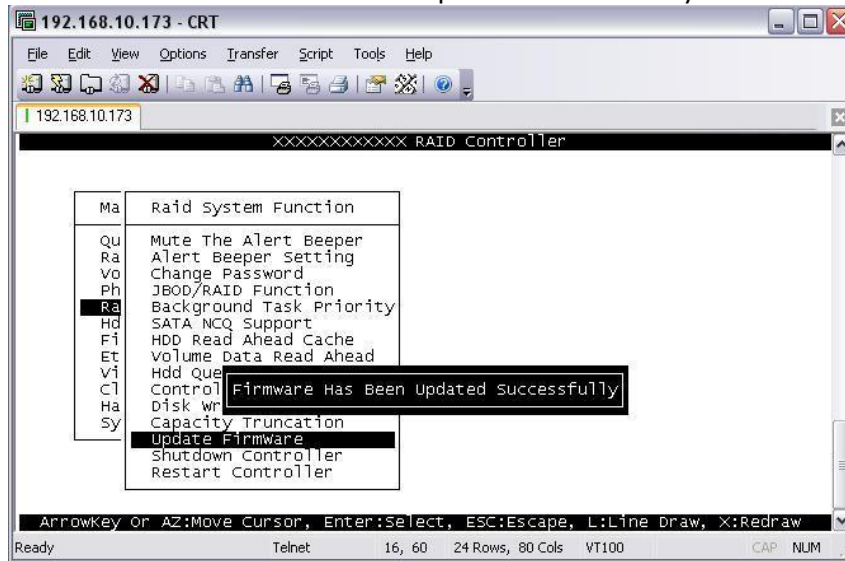 192.168.10.173 - CRT
File Edit View Options Transfer Script Tools Help
192.168.10.173
XXXXXXXXXXXX RAID Controller
Ma
Raid System Function
Qu
Mute The Alert Beeper
Ra
Alert Beeper Setting
Vo
Change Password
Ph
JBOD/RAID Function
Ra
Background Task Priority
Hd
SATA NCQ Support
Fi
HDD Read Ahead Cache
Et
Volume Data Read Ahead
Vi
Hdd Que
Cl
Control
Firmware Has Been Updated Successfully
Ha
Disk Wr
Sy
Capacity Truncation
Update Firmware
Shutdown Controller
Restart Controller
ArrowKey Or AZ:Move Cursor, Enter:Select, ESC:Escape, L:Line Draw, X:Redraw
Ready Telnet 16, 60 24 Rows, 80 Cols VT100 CAP NUM